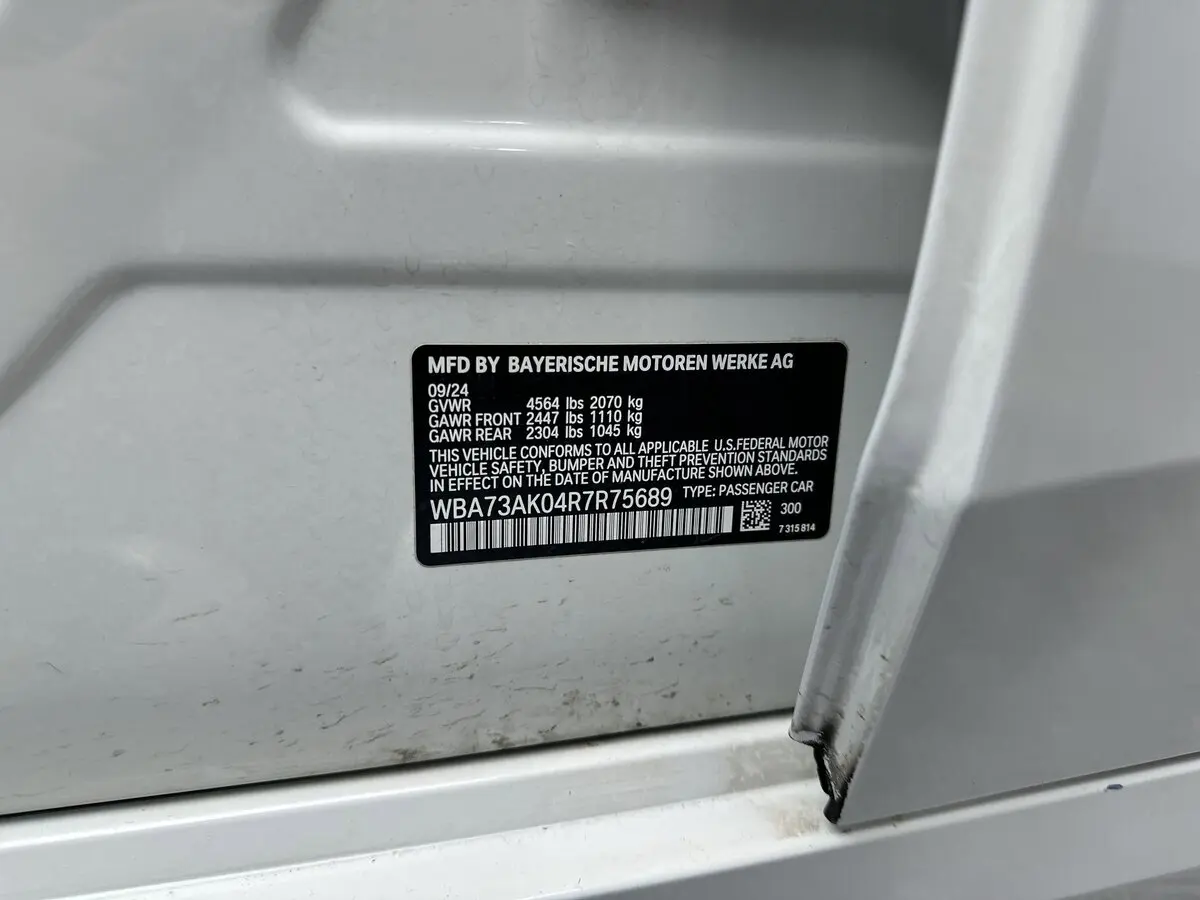 MFD BY BAYERISCHE MOTOREN WERKE AG
09/24
GVWR 4564 lbs 2070 kg
GAWR FRONT 2447 lbs 1110 kg
GAWR REAR 2304 lbs 1045 kg
THIS VEHICLE CONFORMS TO ALL APPLICABLE U.S.FEDERAL MOTOR
VEHICLE SAFETY, BUMPER AND THEFT PREVENTION STANDARDS
IN EFFECT ON THE DATE OF MANUFACTURE SHOWN ABOVE.
WBA73AK04R7R75689 TYPE: PASSENGER CAR
300
7 315 814